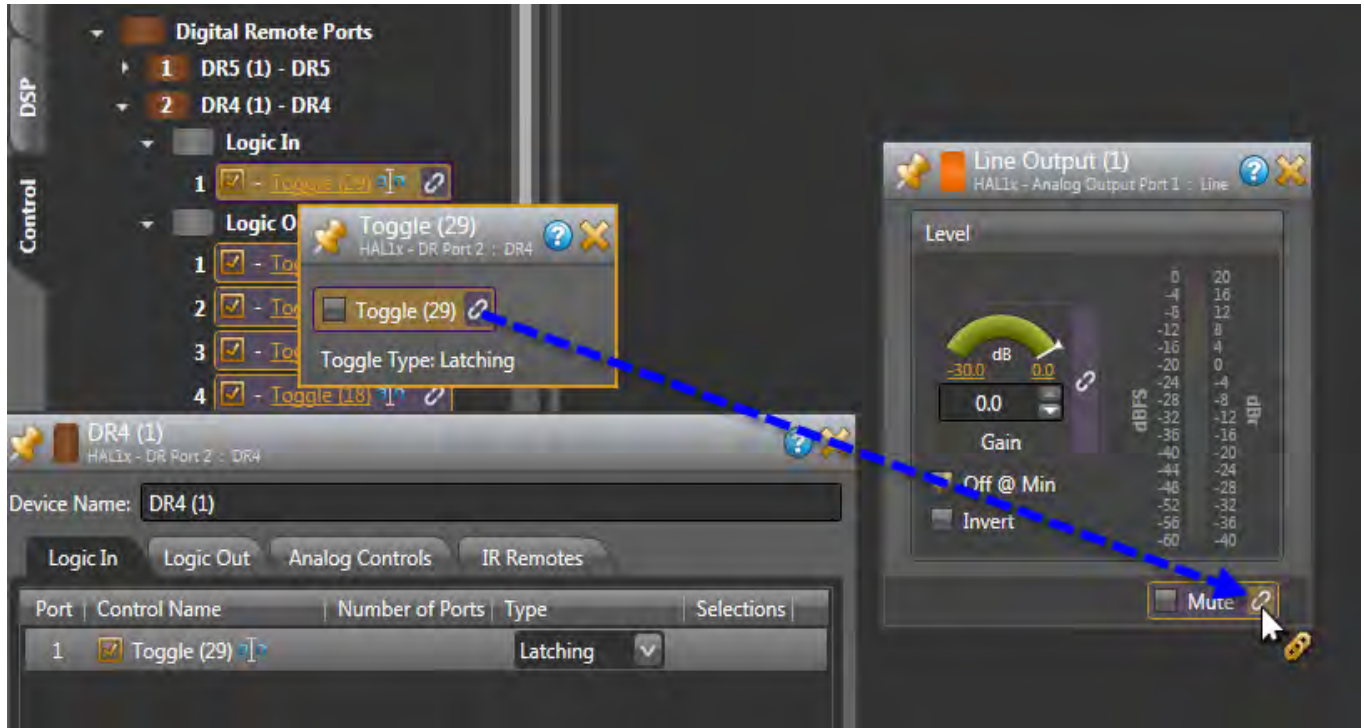 DSP
Control
Digital Remote Ports
1 DR5 (1) - DR5
2 DR4 (1) - DR4
Logic In
1 - Toggle (29)
Logic O
1 - Tog
2 - Tog
3 - Tog
4 - Toggle (18)
Toggle (29)
HAL1x - DR Port 2 : DR4
Toggle (29)
Toggle Type: Latching
DR4 (1)
HAL1x - DR Port 2 : DR4
Device Name: DR4 (1)
Logic In Logic Out Analog Controls IR Remotes
Port Control Name Number of Ports Type Selections
1 Toggle (29) Latching
Line Output (1)
HAL1x - Analog Output Port 1 : Line
Level
dB
-30.0 0.0
0.0
Gain
Off @ Min
Invert
dBFS
0
-4
-8
-12
-16
-20
-24
-28
-32
-36
-40
-44
-48
-52
-56
-60
20
16
12
8
4
0
-4
-8
-12
-16
-20
-24
-28
-32
-36
-40
dBr
Mute